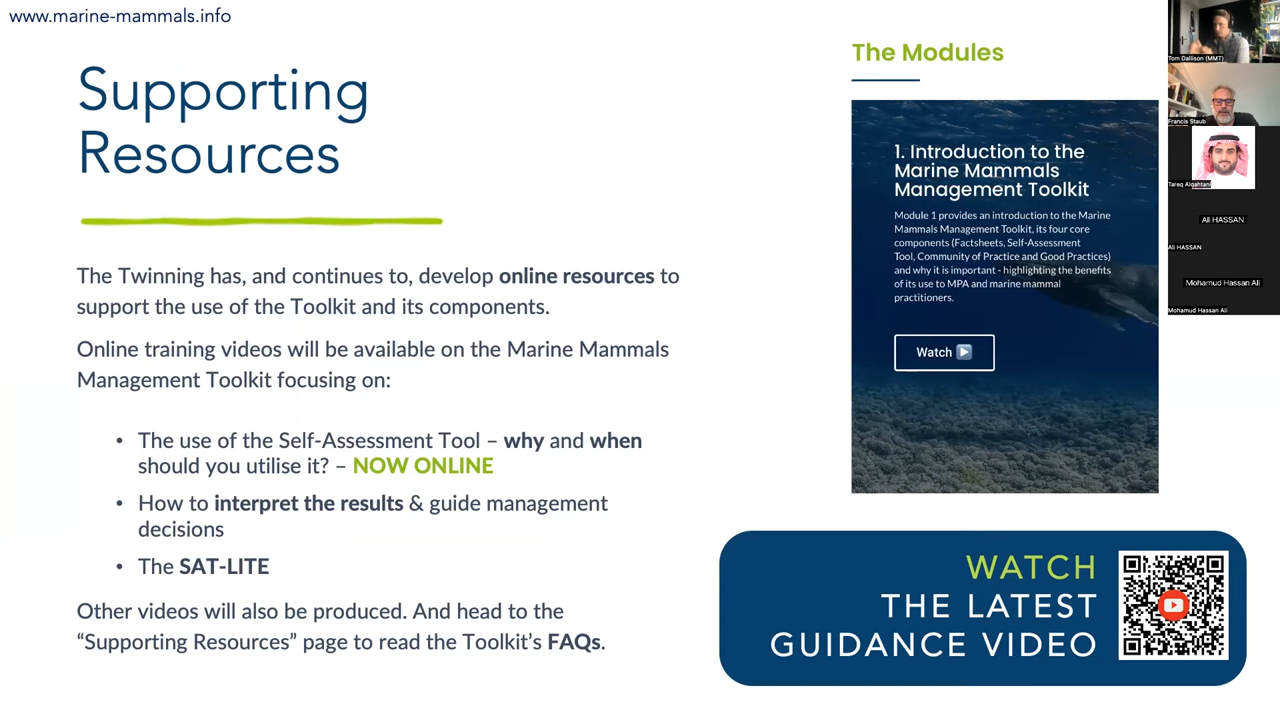 www.marine-mammals.info
Supporting
Resources
The Twinning has, and continues to, develop online resources to
support the use of the Toolkit and its components.
Online training videos will be available on the Marine Mammals
Management Toolkit focusing on:
• The use of the Self-Assessment Tool – why and when
should you utilise it? – NOW ONLINE
• How to interpret the results & guide management
decisions
• The SAT-LITE
Other videos will also be produced. And head to the
“Supporting Resources” page to read the Toolkit’s FAQs.
The Modules
1. Introduction to the
Marine Mammals
Management Toolkit
Module 1 provides an introduction to the Marine
Mammals Management Toolkit, its four core
components (Factsheets, Self-Assessment
Tool, Community of Practice and Good Practices)
and why it is important - highlighting the benefits
of its use to MPA and marine mammal
practitioners.
Watch
WATCH
THE LATEST
GUIDANCE VIDEO
Tom Dallison (MMT)
Francis Staub
Tareq Alqahtani
Ali HASSAN
Ali HASSAN
Mohamud Hassan Ali
Mohamud Hassan Ali